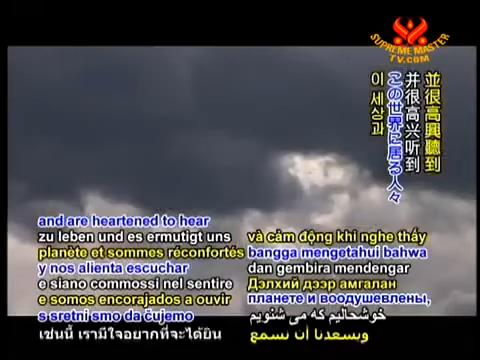 SUPREME MASTER
TV.COM
並很高興聽到
并很高兴听到
この世界に居る人々
이 세상과
and are heartened to hear
zu leben und es ermutigt uns
planète et sommes réconfortés
y nos alienta escuchar
e siano commossi nel sentire
e somos encorajados a ouvir
s sretni smo da čujemo
เช่นนี้ เรามีใจอยากที่จะได้ยิน
và cảm động khi nghe thấy
bangga mengetahui bahwa
dan gembira mendengar
Дэлхий дээр амгалан
планете и воодушевлены,
خوشحالیم که می شنویم
ويسعدنا أن نسمع